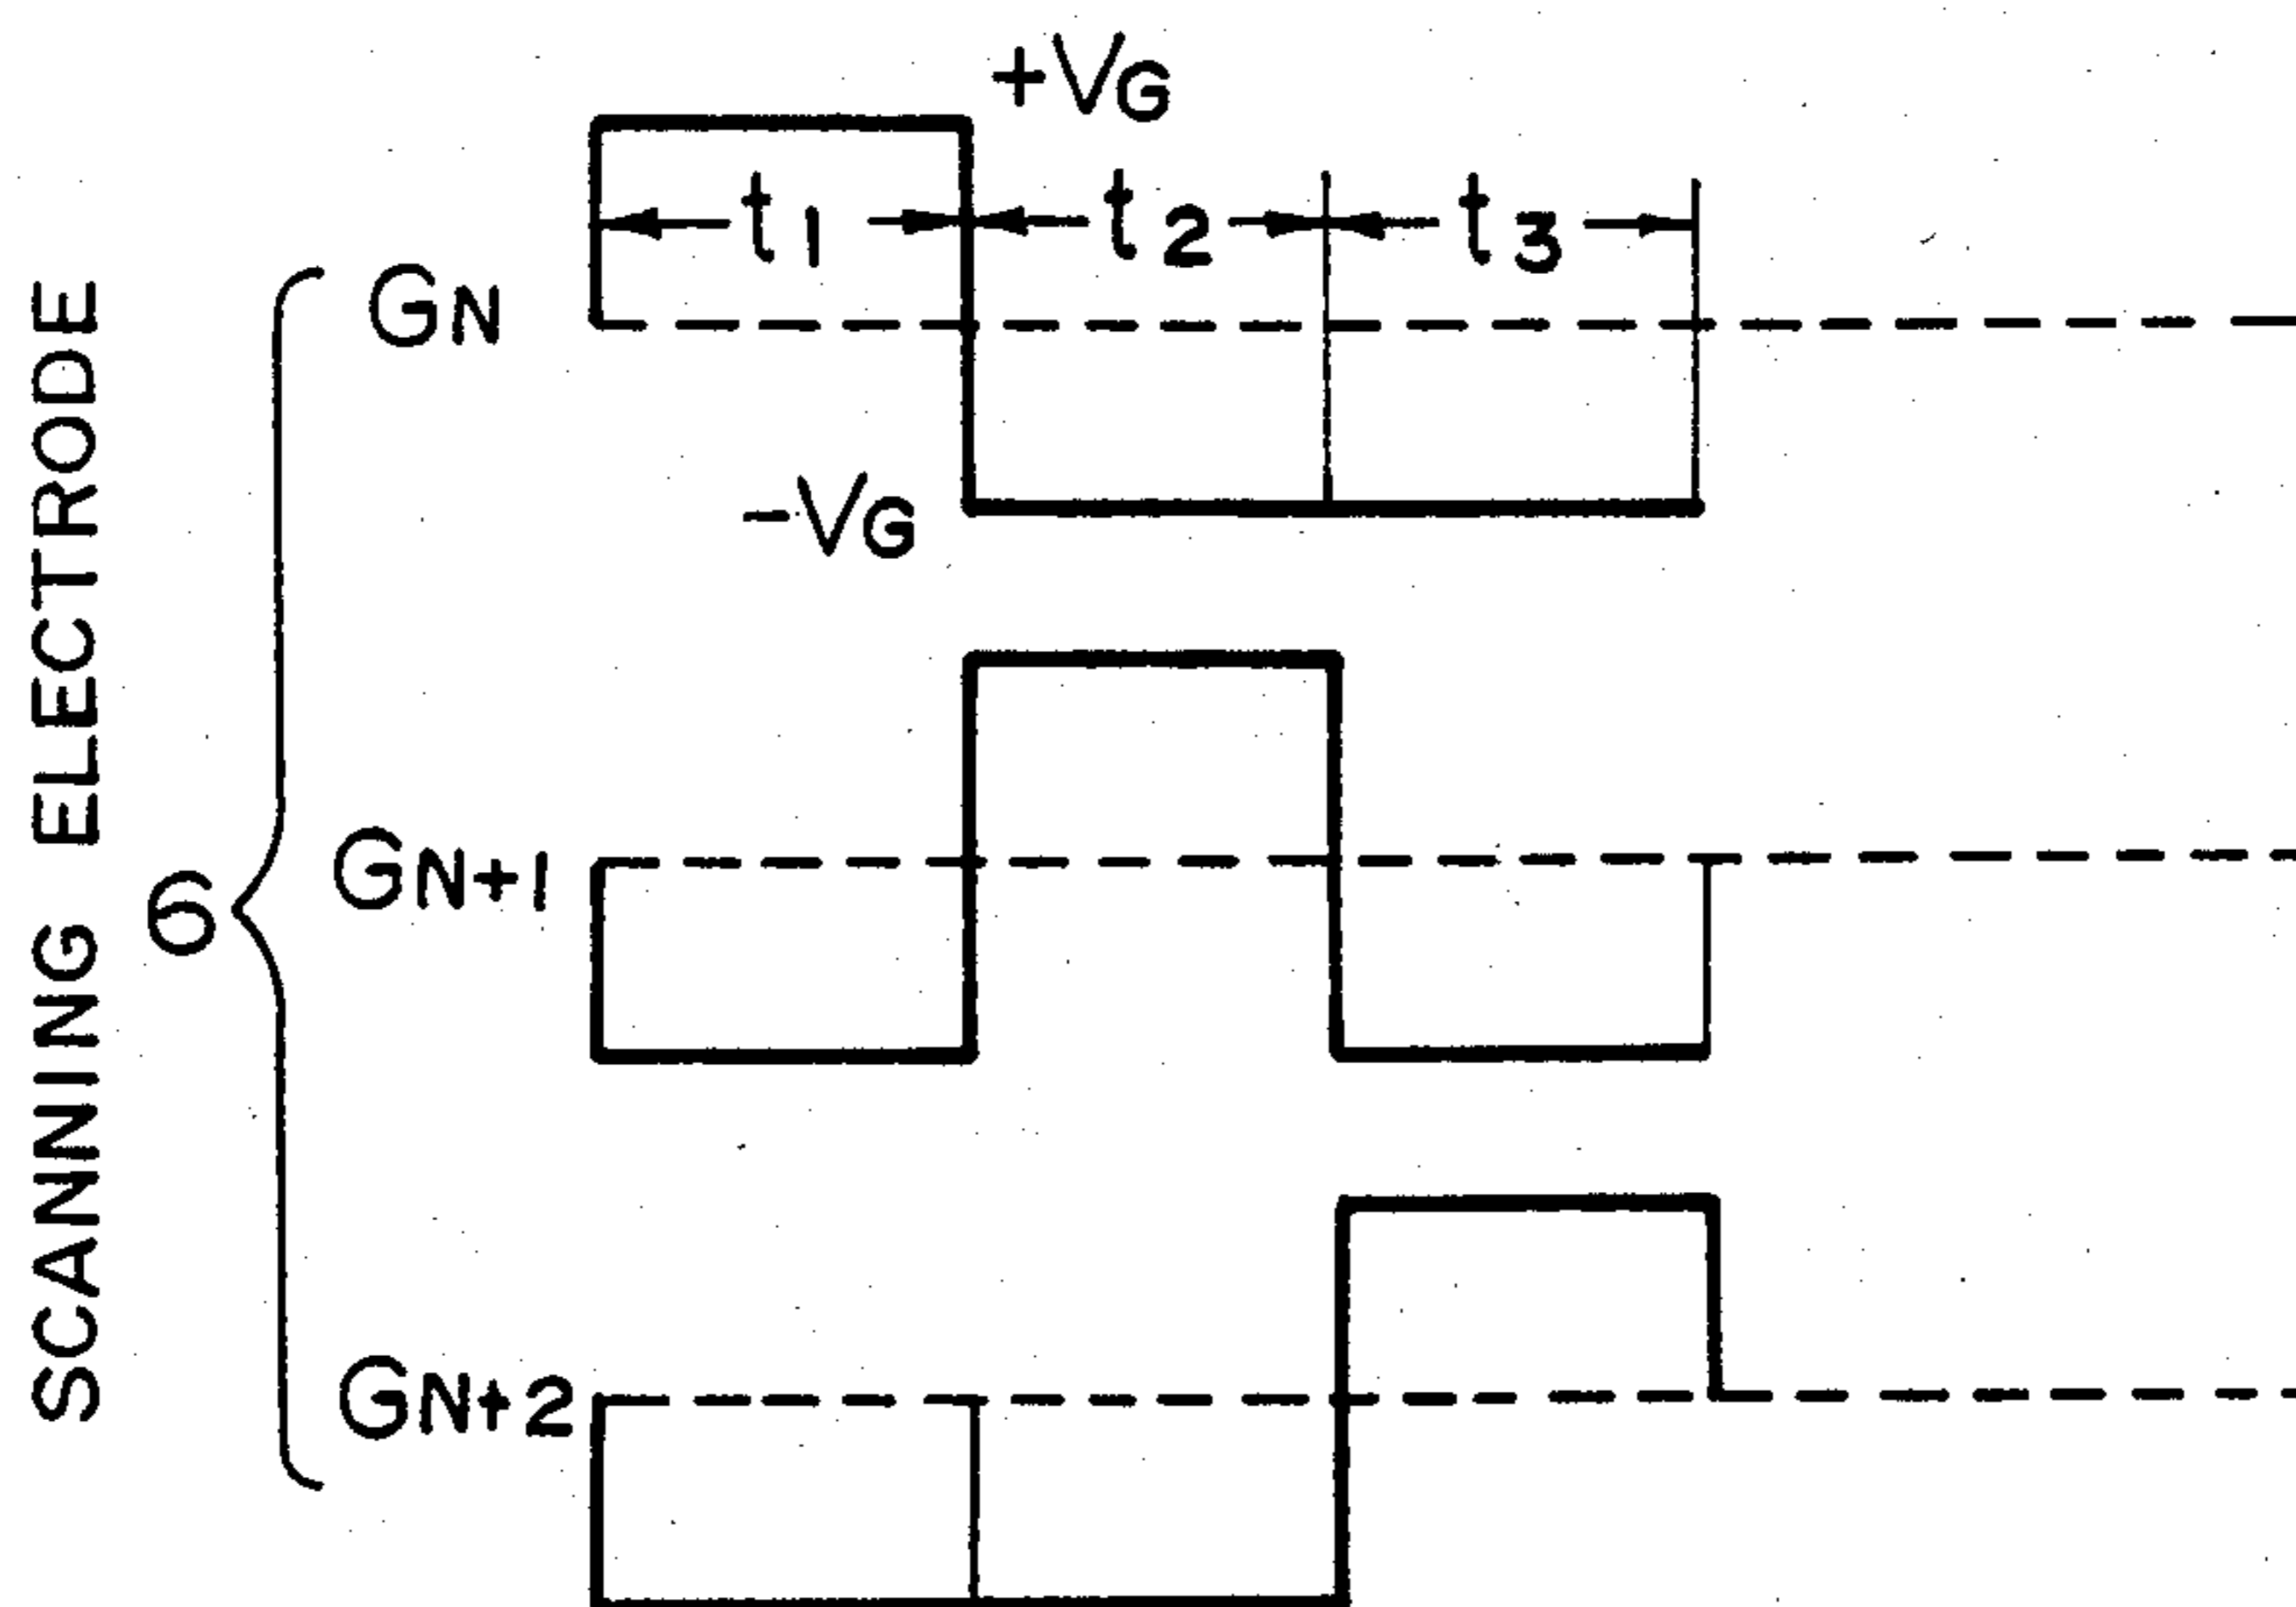 +VG
t1 t2 t3
GN
-VG
SCANNING ELECTRODE
6
GN+1
GN+2